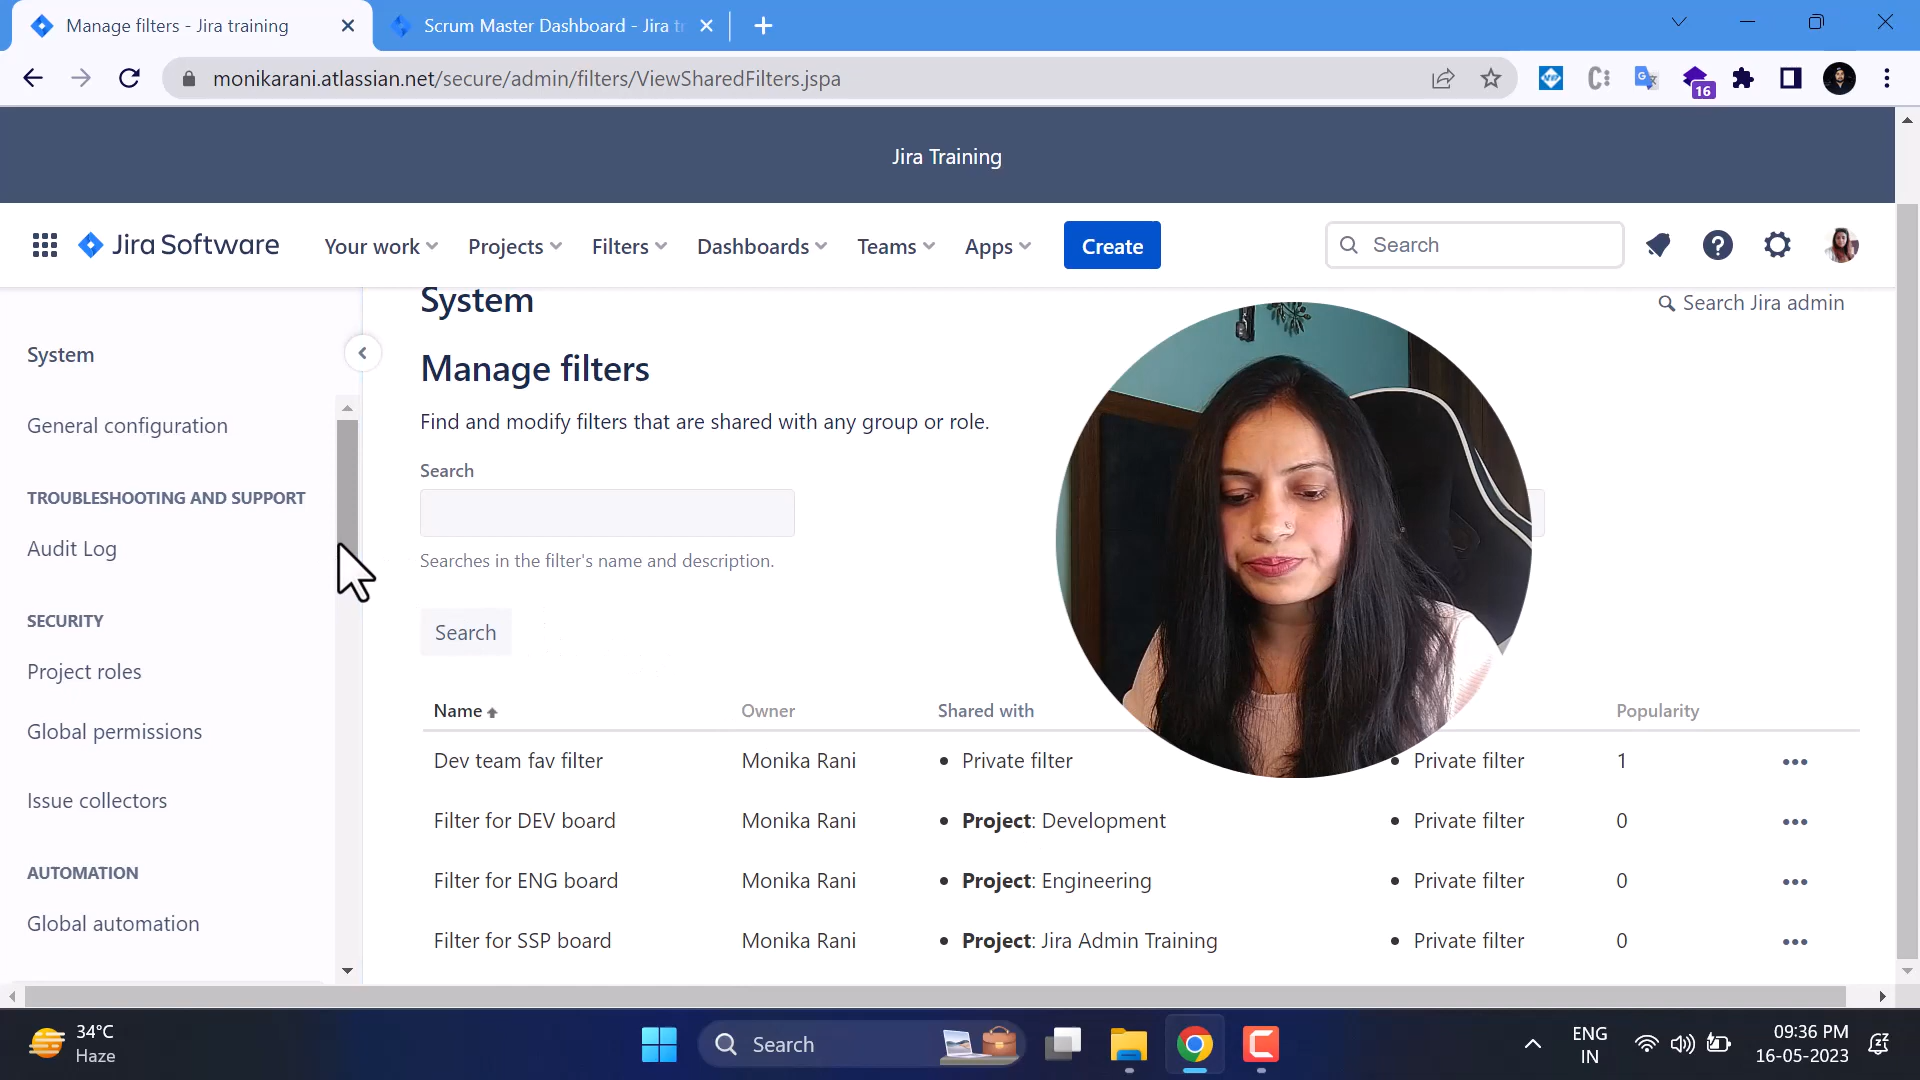 Manage filters - Jira training
Scrum Master Dashboard - Jira tr
monikarani.atlassian.net/secure/admin/filters/ViewSharedFilters.jspa
16
Jira Training
Jira Software
Your work
Projects
Filters
Dashboards
Teams
Apps
Create
Search
System
Search Jira admin
System
Manage filters
General configuration
Find and modify filters that are shared with any group or role.
Search
TROUBLESHOOTING AND SUPPORT
Audit Log
Searches in the filter's name and description.
SECURITY
Search
Project roles
Global permissions
Issue collectors
AUTOMATION
Global automation
Name Owner Shared with Popularity
Dev team fav filter Monika Rani • Private filter • Private filter 1
Filter for DEV board Monika Rani • Project: Development • Private filter 0
Filter for ENG board Monika Rani • Project: Engineering • Private filter 0
Filter for SSP board Monika Rani • Project: Jira Admin Training • Private filter 0
34°C
Haze
Search
ENG
IN
09:36 PM
16-05-2023